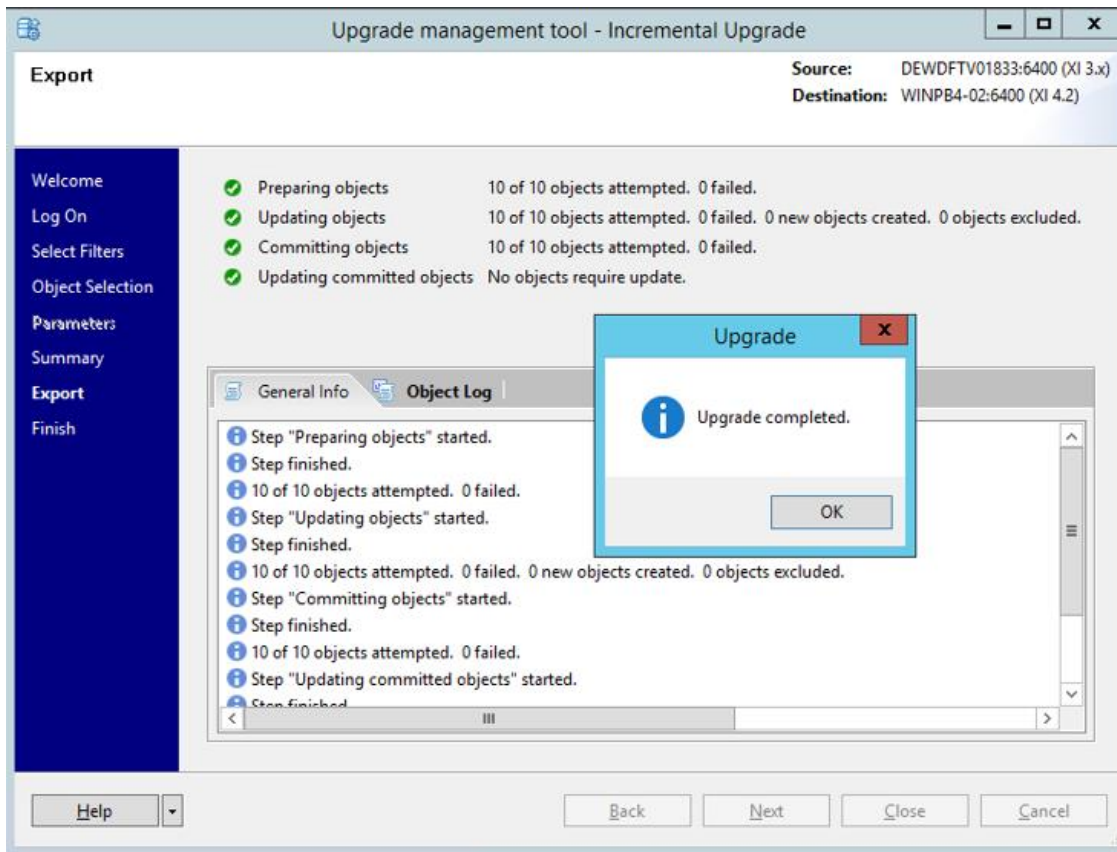 Upgrade management tool - Incremental Upgrade
Export
Source: DEWDFTV01833:6400 (XI 3.x)
Destination: WINPB4-02:6400 (XI 4.2)
Welcome
Log On
Select Filters
Object Selection
Parameters
Summary
Export
Finish
Preparing objects 10 of 10 objects attempted. 0 failed.
Updating objects 10 of 10 objects attempted. 0 failed. 0 new objects created. 0 objects excluded.
Committing objects 10 of 10 objects attempted. 0 failed.
Updating committed objects No objects require update.
General Info Object Log
Step "Preparing objects" started.
Step finished.
10 of 10 objects attempted. 0 failed.
Step "Updating objects" started.
Step finished.
10 of 10 objects attempted. 0 failed. 0 new objects created. 0 objects excluded.
Step "Committing objects" started.
Step finished.
10 of 10 objects attempted. 0 failed.
Step "Updating committed objects" started.
Step finished.
Upgrade
Upgrade completed.
OK
Help Back Next Close Cancel